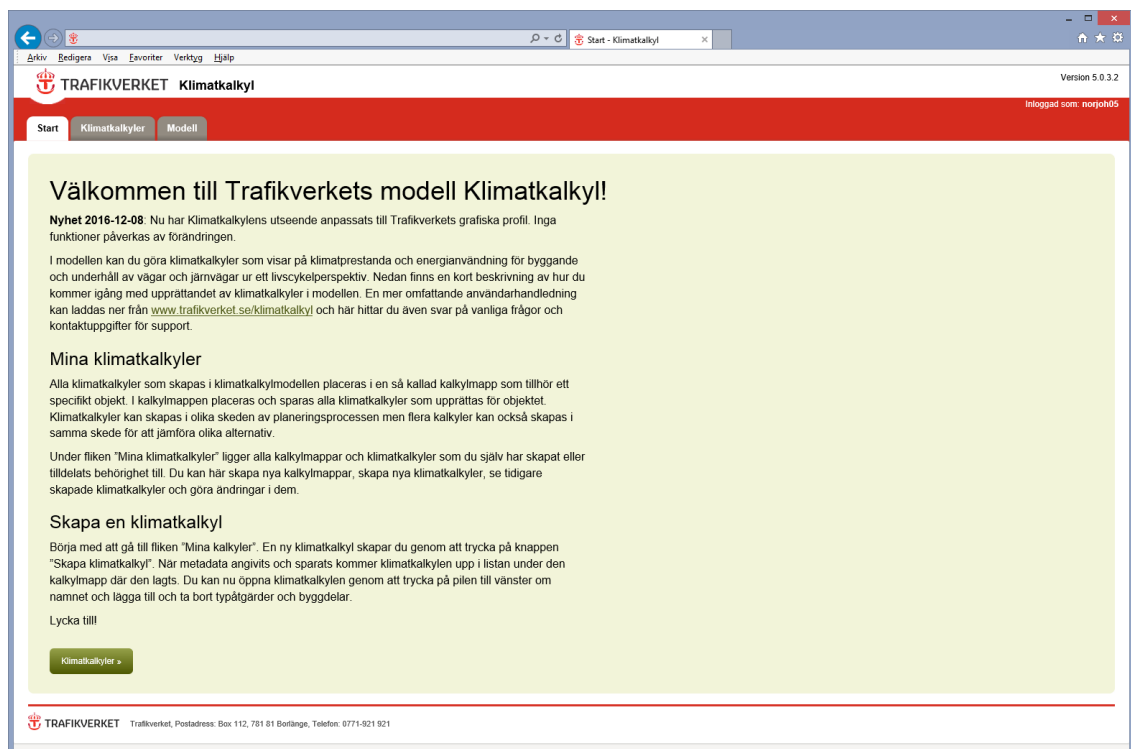 Start - Klimatkalkyl
Arkiv Redigera Visa Favoriter Verktyg Hjälp
TRAFIKVERKET Klimatkalkyl
Version 5.0.3.2
Inloggad som: norjoh05
Start Klimatkalkyler Modell
Välkommen till Trafikverkets modell Klimatkalkyl!
Nyhet 2016-12-08: Nu har Klimatkalkylens utseende anpassats till Trafikverkets grafiska profil. Inga
funktioner påverkas av förändringen.
I modellen kan du göra klimatkalkyler som visar på klimatprestanda och energianvändning för byggande
och underhåll av vägar och järnvägar ur ett livscykelperspektiv. Nedan finns en kort beskrivning av hur du
kommer igång med upprättandet av klimatkalkyler i modellen. En mer omfattande användarhandledning
kan laddas ner från www.trafikverket.se/klimatkalkyl och här hittar du även svar på vanliga frågor och
kontaktuppgifter för support.
Mina klimatkalkyler
Alla klimatkalkyler som skapas i klimatkalkylmodellen placeras i en så kallad kalkylmapp som tillhör ett
specifikt objekt. I kalkylmappen placeras och sparas alla klimatkalkyler som upprättas för objektet.
Klimatkalkyler kan skapas i olika skeden av planeringsprocessen men flera kalkyler kan också skapas i
samma skede för att jämföra olika alternativ.
Under fliken "Mina klimatkalkyler" ligger alla kalkylmappar och klimatkalkyler som du själv har skapat eller
tilldelats behörighet till. Du kan här skapa nya kalkylmappar, skapa nya klimatkalkyler, se tidigare
skapade klimatkalkyler och göra ändringar i dem.
Skapa en klimatkalkyl
Börja med att gå till fliken "Mina kalkyler". En ny klimatkalkyl skapar du genom att trycka på knappen
"Skapa klimatkalkyl". När metadata angivits och sparats kommer klimatkalkylen upp i listan under den
kalkylmapp där den lagts. Du kan nu öppna klimatkalkylen genom att trycka på pilen till vänster om
namnet och lägga till och ta bort typåtgärder och byggdelar.
Lycka till!
Klimatkalkyler »
TRAFIKVERKET Trafikverket, Postadress: Box 112, 781 81 Borlänge, Telefon: 0771-921 921